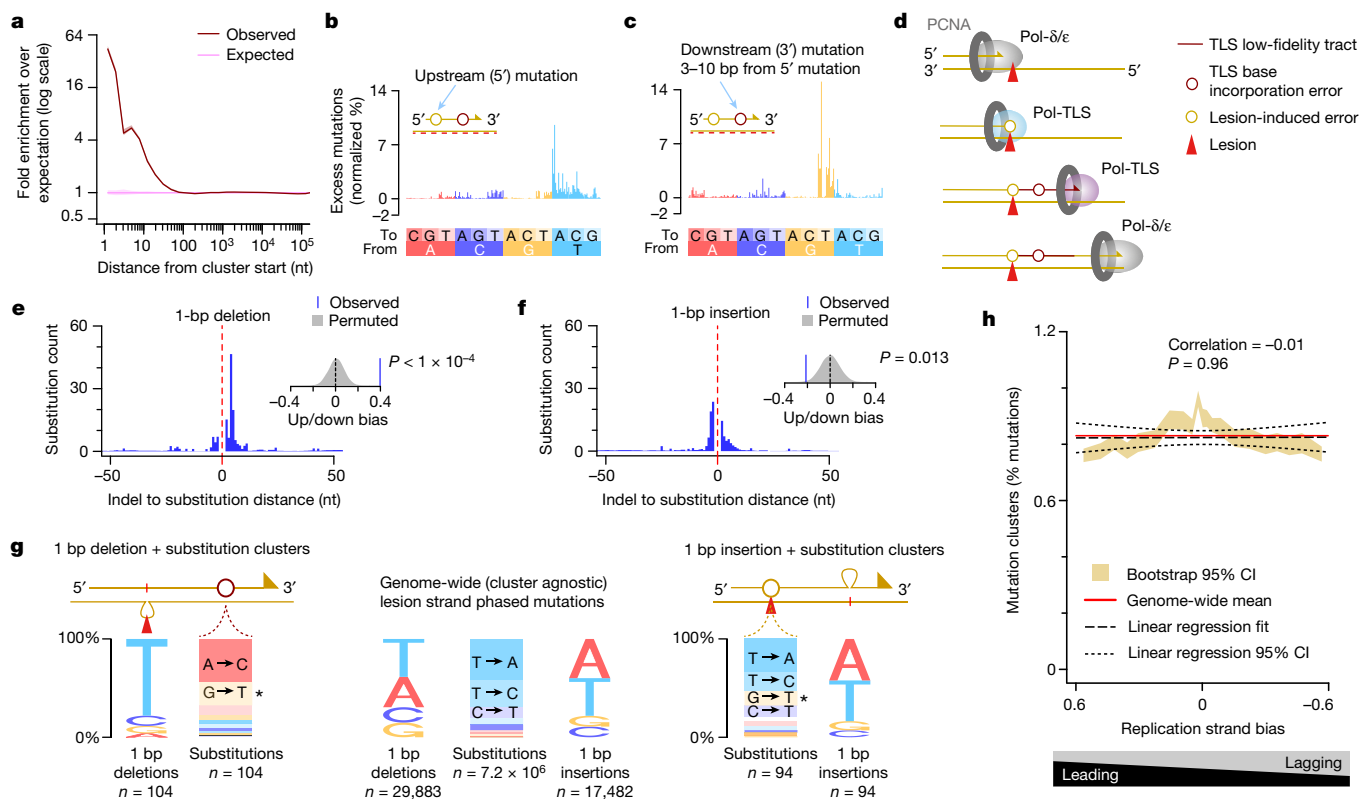 a
Fold enrichment over
expectation (log scale)
64
16
4
1
0.5
Observed
Expected
1
10
100
10³
10⁴
10⁵
Distance from cluster start (nt)
b
Excess mutations
(normalized %)
14
7
0
−2
Upstream (5′) mutation
5′
3′
To
C G T A G T A C T A C G
From
A C G T
c
Downstream (3′) mutation
3–10 bp from 5′ mutation
14
7
0
−2
5′
3′
To
C G T A G T A C T A C G
From
A C G T
d
PCNA
Pol-δ/ε
5′
3′
5′
Pol-TLS
Pol-TLS
Pol-δ/ε
TLS low-fidelity tract
TLS base
incorporation error
Lesion-induced error
Lesion
e
Substitution count
60
30
0
1-bp deletion
Observed
Permuted
P < 1 × 10⁻⁴
−0.4
0
0.4
Up/down bias
−50
0
50
Indel to substitution distance (nt)
f
Substitution count
60
30
0
1-bp insertion
Observed
Permuted
P = 0.013
−0.4
0
0.4
Up/down bias
−50
0
50
Indel to substitution distance (nt)
g
1 bp deletion + substitution clusters
5′
3′
100%
0%
T
C
G
A
A → C
G → T *
1 bp
deletions
n = 104
Substitutions
n = 104
Genome-wide (cluster agnostic)
lesion strand phased mutations
T
A
C
G
T → A
T → C
C → T
A
T
G
C
1 bp
deletions
n = 29,883
Substitutions
n = 7.2 × 10⁶
1 bp
insertions
n = 17,482
1 bp insertion + substitution clusters
5′
3′
100%
0%
T → A
T → C
G → T *
C → T
A
T
G
C
Substitutions
n = 94
1 bp
insertions
n = 94
h
Mutation clusters (% mutations)
1.2
0.6
0
Correlation = –0.01
P = 0.96
Bootstrap 95% CI
Genome-wide mean
Linear regression fit
Linear regression 95% CI
0.6
0
−0.6
Replication strand bias
Lagging
Leading